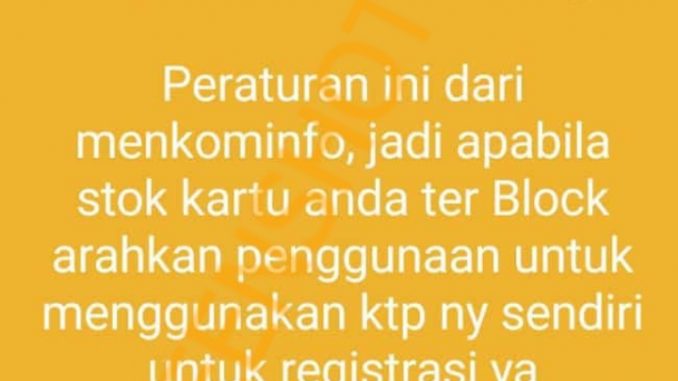 Peraturan ini dari
menkominfo, jadi apabila
stok kartu anda ter Block
arahkan penggunaan untuk
menggunakan ktp ny sendiri
untuk registrasi ya